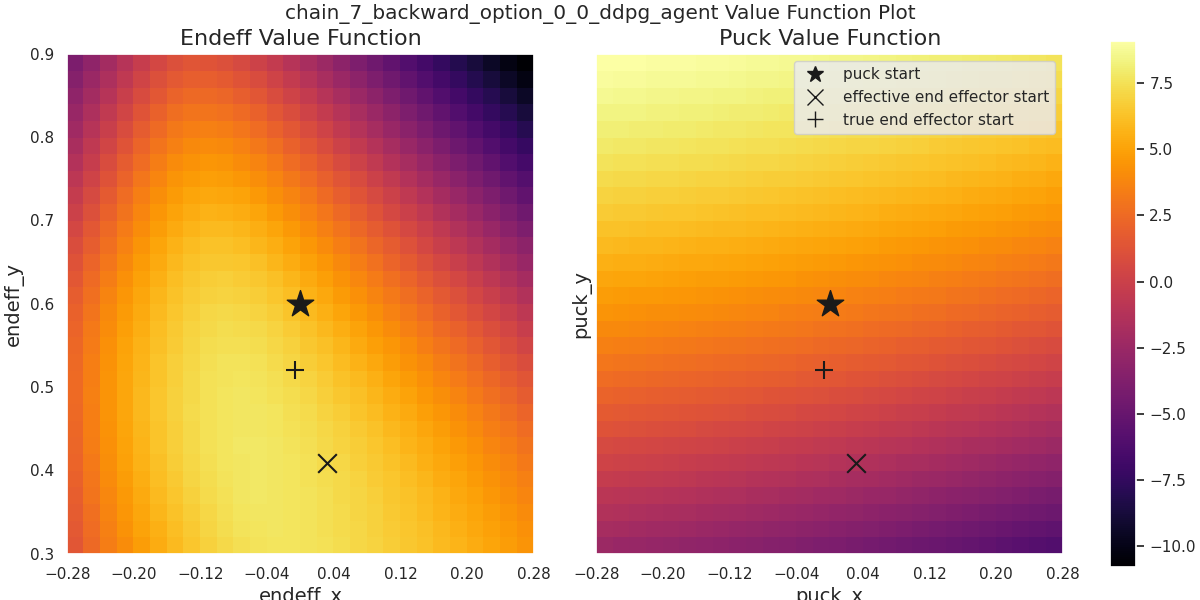 chain_7_backward_option_0_0_ddpg_agent Value Function Plot
Endeff Value Function
Puck Value Function
endeff_y
0.9
0.8
0.7
0.6
0.5
0.4
0.3
−0.28 −0.20 −0.12 −0.04 0.04 0.12 0.20 0.28
endeff_x
puck_y
puck start
effective end effector start
true end effector start
−0.28 −0.20 −0.12 −0.04 0.04 0.12 0.20 0.28
puck_x
7.5
5.0
2.5
0.0
−2.5
−5.0
−7.5
−10.0